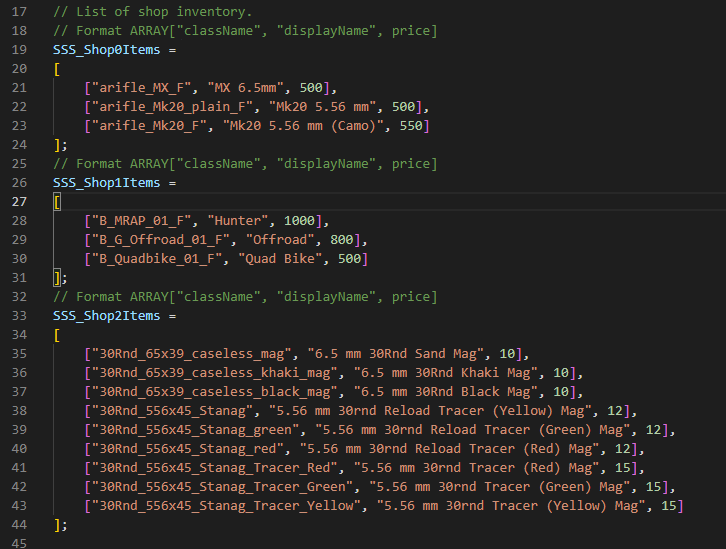 17 // List of shop inventory.
18 // Format ARRAY["className", "displayName", price]
19 SSS_Shop0Items =
20 [
21 ["arifle_MX_F", "MX 6.5mm", 500],
22 ["arifle_Mk20_plain_F", "Mk20 5.56 mm", 500],
23 ["arifle_Mk20_F", "Mk20 5.56 mm (Camo)", 550]
24 ];
25 // Format ARRAY["className", "displayName", price]
26 SSS_Shop1Items =
27 [
28 ["B_MRAP_01_F", "Hunter", 1000],
29 ["B_G_Offroad_01_F", "Offroad", 800],
30 ["B_Quadbike_01_F", "Quad Bike", 500]
31 ];
32 // Format ARRAY["className", "displayName", price]
33 SSS_Shop2Items =
34 [
35 ["30Rnd_65x39_caseless_mag", "6.5 mm 30Rnd Sand Mag", 10],
36 ["30Rnd_65x39_caseless_khaki_mag", "6.5 mm 30Rnd Khaki Mag", 10],
37 ["30Rnd_65x39_caseless_black_mag", "6.5 mm 30Rnd Black Mag", 10],
38 ["30Rnd_556x45_Stanag", "5.56 mm 30rnd Reload Tracer (Yellow) Mag", 12],
39 ["30Rnd_556x45_Stanag_green", "5.56 mm 30rnd Reload Tracer (Green) Mag", 12],
40 ["30Rnd_556x45_Stanag_red", "5.56 mm 30rnd Reload Tracer (Red) Mag", 12],
41 ["30Rnd_556x45_Stanag_Tracer_Red", "5.56 mm 30rnd Tracer (Red) Mag", 15],
42 ["30Rnd_556x45_Stanag_Tracer_Green", "5.56 mm 30rnd Tracer (Green) Mag", 15],
43 ["30Rnd_556x45_Stanag_Tracer_Yellow", "5.56 mm 30rnd Tracer (Yellow) Mag", 15]
44 ];
45